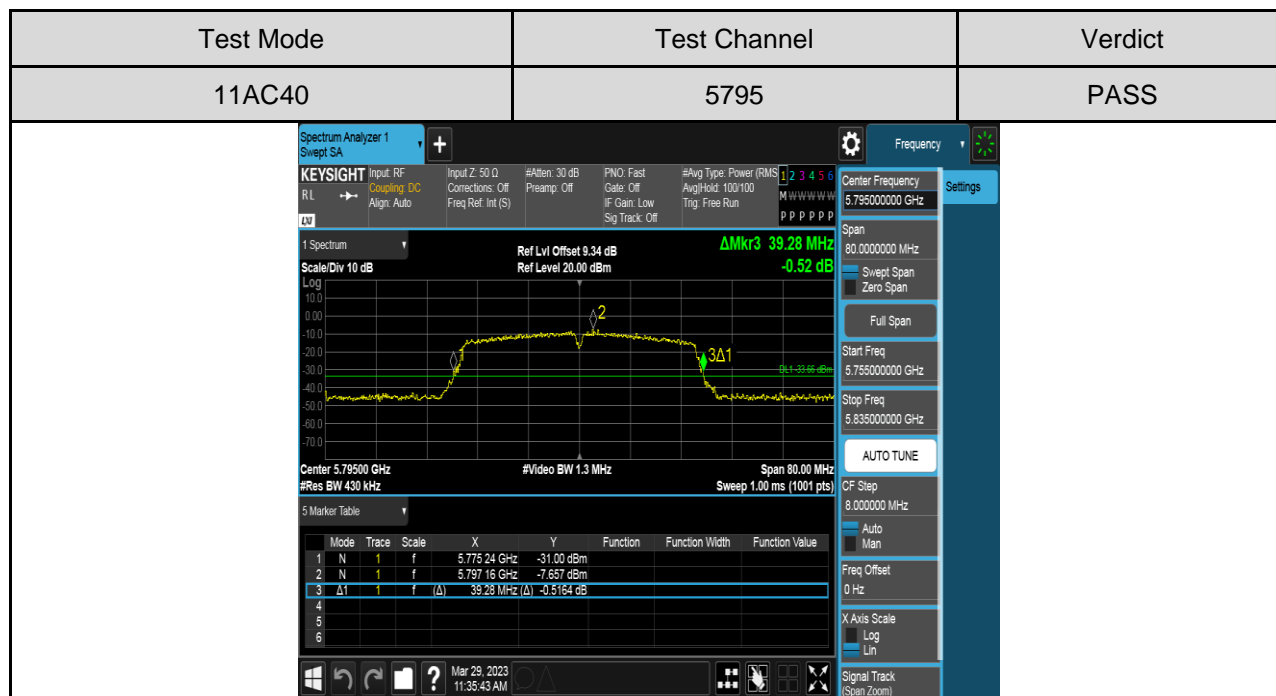 Test Mode Test Channel Verdict
11AC40 5795 PASS
Spectrum Analyzer 1
Swept SA
+
Frequency
KEYSIGHT
RL
LXI
Input: RF
Coupling: DC
Align: Auto
Input Z: 50 Ω
Corrections: Off
Freq Ref: Int (S)
#Atten: 30 dB
Preamp: Off
PNO: Fast
Gate: Off
IF Gain: Low
Sig Track: Off
#Avg Type: Power (RMS
Avg|Hold: 100/100
Trig: Free Run
1 2 3 4 5 6
M W W W W W
P P P P P P
1 Spectrum
Scale/Div 10 dB
Ref Lvl Offset 9.34 dB
Ref Level 20.00 dBm
ΔMkr3 39.28 MHz
-0.52 dB
Log
10.0
0.00
-10.0
-20.0
-30.0
-40.0
-50.0
-60.0
-70.0
1
2
3Δ1
DL1 -33.66 dBm
Center 5.79500 GHz
#Res BW 430 kHz
#Video BW 1.3 MHz
Span 80.00 MHz
Sweep 1.00 ms (1001 pts)
5 Marker Table
Mode Trace Scale X Y Function Function Width Function Value
1 N 1 f 5.775 24 GHz -31.00 dBm
2 N 1 f 5.797 16 GHz -7.657 dBm
3 Δ1 1 f (Δ) 39.28 MHz (Δ) -0.5164 dB
4
5
6
?
Mar 29, 2023
11:35:43 AM
Center Frequency
5.795000000 GHz
Settings
Span
80.0000000 MHz
Swept Span
Zero Span
Full Span
Start Freq
5.755000000 GHz
Stop Freq
5.835000000 GHz
AUTO TUNE
CF Step
8.000000 MHz
Auto
Man
Freq Offset
0 Hz
X Axis Scale
Log
Lin
Signal Track
(Span Zoom)